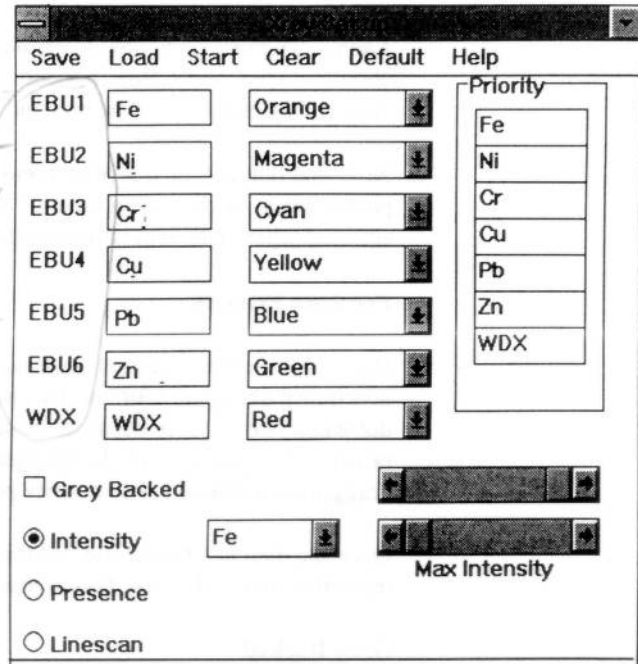 Save Load Start Clear Default Help
Priority
EBU1 Fe Orange
EBU2 Ni Magenta
EBU3 Cr Cyan
EBU4 Cu Yellow
EBU5 Pb Blue
EBU6 Zn Green
WDX WDX Red
Fe
Ni
Cr
Cu
Pb
Zn
WDX
Grey Backed
Intensity Fe
Max Intensity
Presence
Linescan